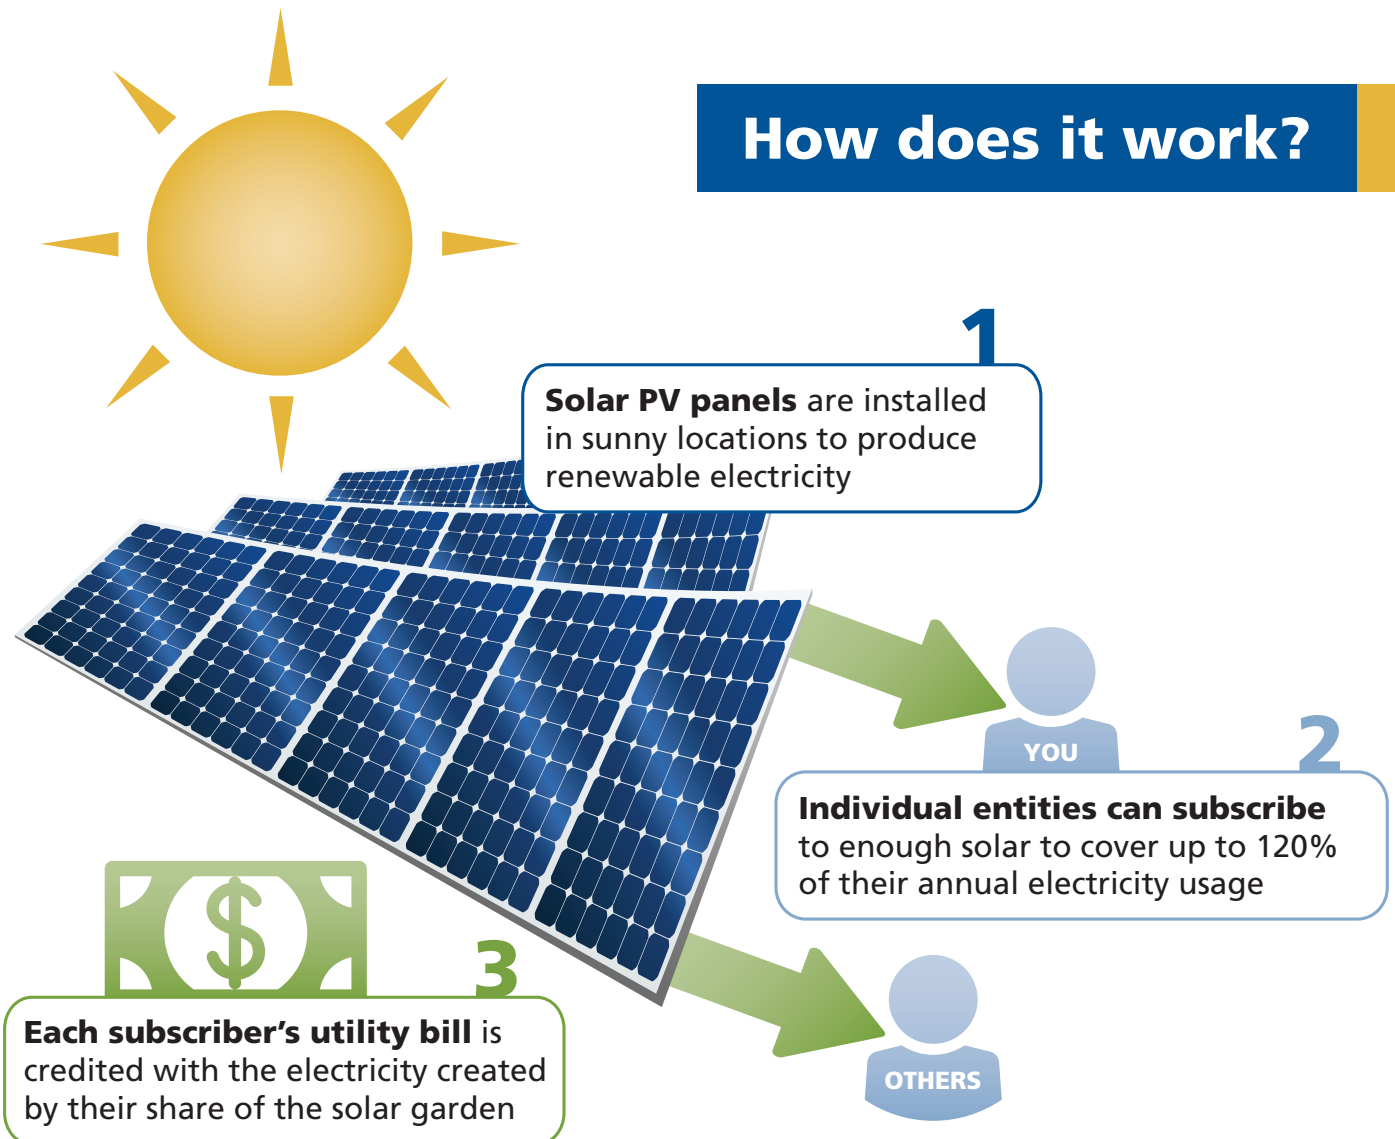 How does it work?
1
Solar PV panels are installed
in sunny locations to produce
renewable electricity
YOU
2
Individual entities can subscribe
to enough solar to cover up to 120%
of their annual electricity usage
$
3
Each subscriber’s utility bill is
credited with the electricity created
by their share of the solar garden
OTHERS